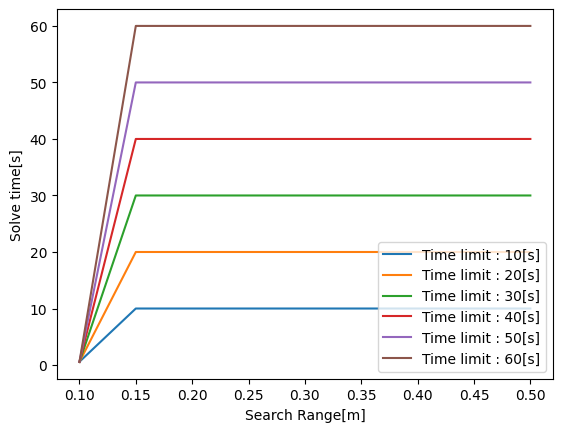 60
50
40
30
20
10
0
Solve time[s]
Time limit : 10[s]
Time limit : 20[s]
Time limit : 30[s]
Time limit : 40[s]
Time limit : 50[s]
Time limit : 60[s]
0.10 0.15 0.20 0.25 0.30 0.35 0.40 0.45 0.50
Search Range[m]